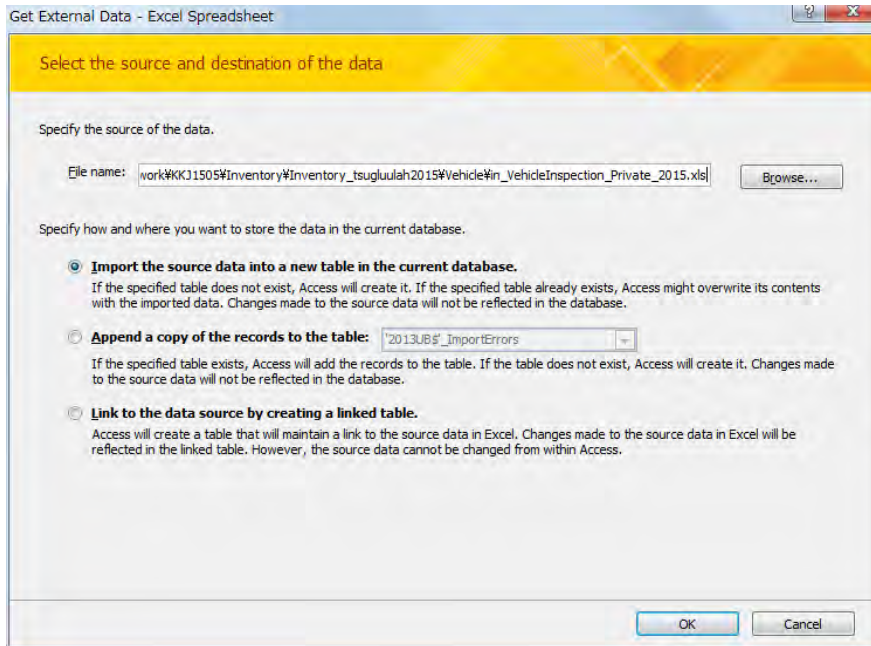 Get External Data - Excel Spreadsheet
Select the source and destination of the data
Specify the source of the data.
File name: work¥KKJ1505¥Inventory¥Inventory_tsugluulah2015¥Vehicle¥in_VehicleInspection_Private_2015.xls Browse...
Specify how and where you want to store the data in the current database.
Import the source data into a new table in the current database.
If the specified table does not exist, Access will create it. If the specified table already exists, Access might overwrite its contents
with the imported data. Changes made to the source data will not be reflected in the database.
Append a copy of the records to the table: '2013UB$'_ImportErrors
If the specified table exists, Access will add the records to the table. If the table does not exist, Access will create it. Changes made
to the source data will not be reflected in the database.
Link to the data source by creating a linked table.
Access will create a table that will maintain a link to the source data in Excel. Changes made to the source data in Excel will be
reflected in the linked table. However, the source data cannot be changed from within Access.
OK Cancel